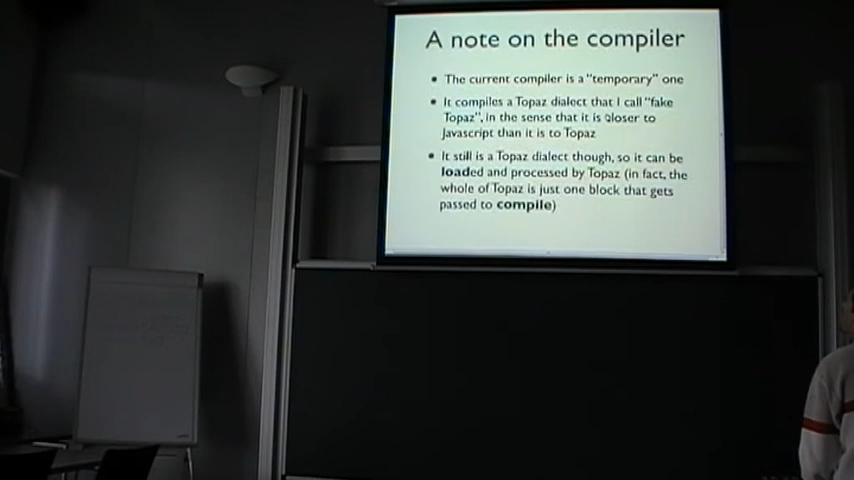 A note on the compiler
• The current compiler is a "temporary" one
• It compiles a Topaz dialect that I call "fake
Topaz", in the sense that it is closer to
Javascript than it is to Topaz
• It still is a Topaz dialect though, so it can be
loaded and processed by Topaz (in fact, the
whole of Topaz is just one block that gets
passed to compile)